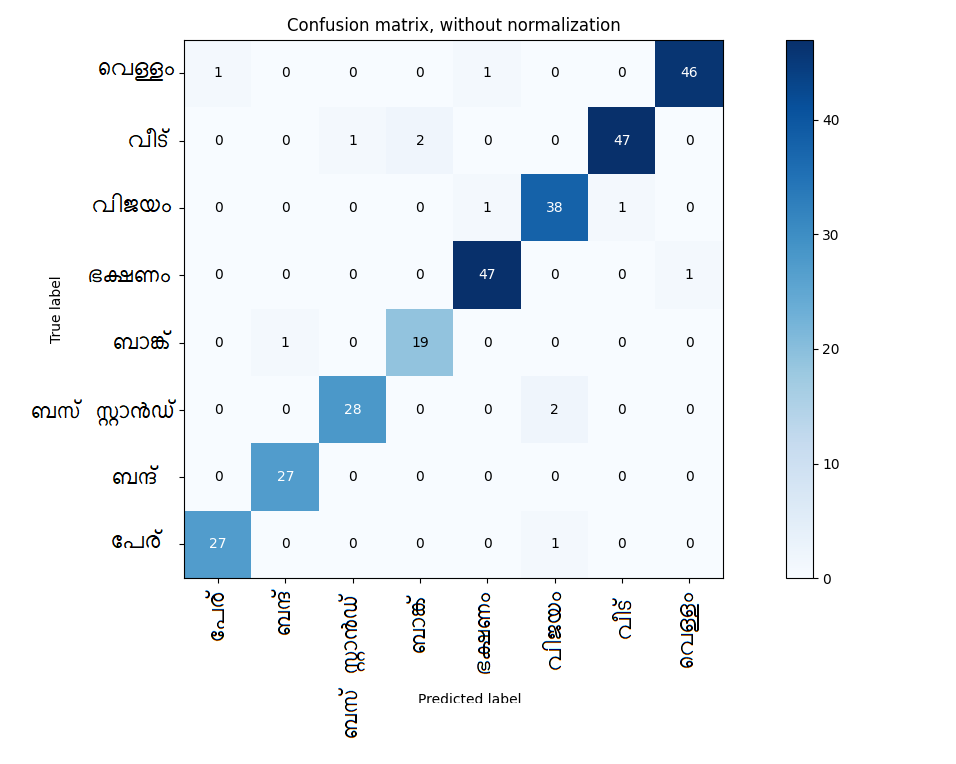 Confusion matrix, without normalization
വെള്ളം 1 0 0 0 1 0 0 46
വീട് 0 0 1 2 0 0 47 0
വിജയം 0 0 0 0 1 38 1 0
ഭക്ഷണം 0 0 0 0 47 0 0 1
ബാങ്ക് 0 1 0 19 0 0 0 0
ബസ് സ്റ്റാൻഡ് 0 0 28 0 0 2 0 0
ബന്ദ് 0 27 0 0 0 0 0 0
പേര് 27 0 0 0 0 1 0 0
True label
പേര് ബന്ദ് ബസ് സ്റ്റാൻഡ് ബാങ്ക് ഭക്ഷണം വിജയം വീട് വെള്ളം
Predicted label
40
30
20
10
0